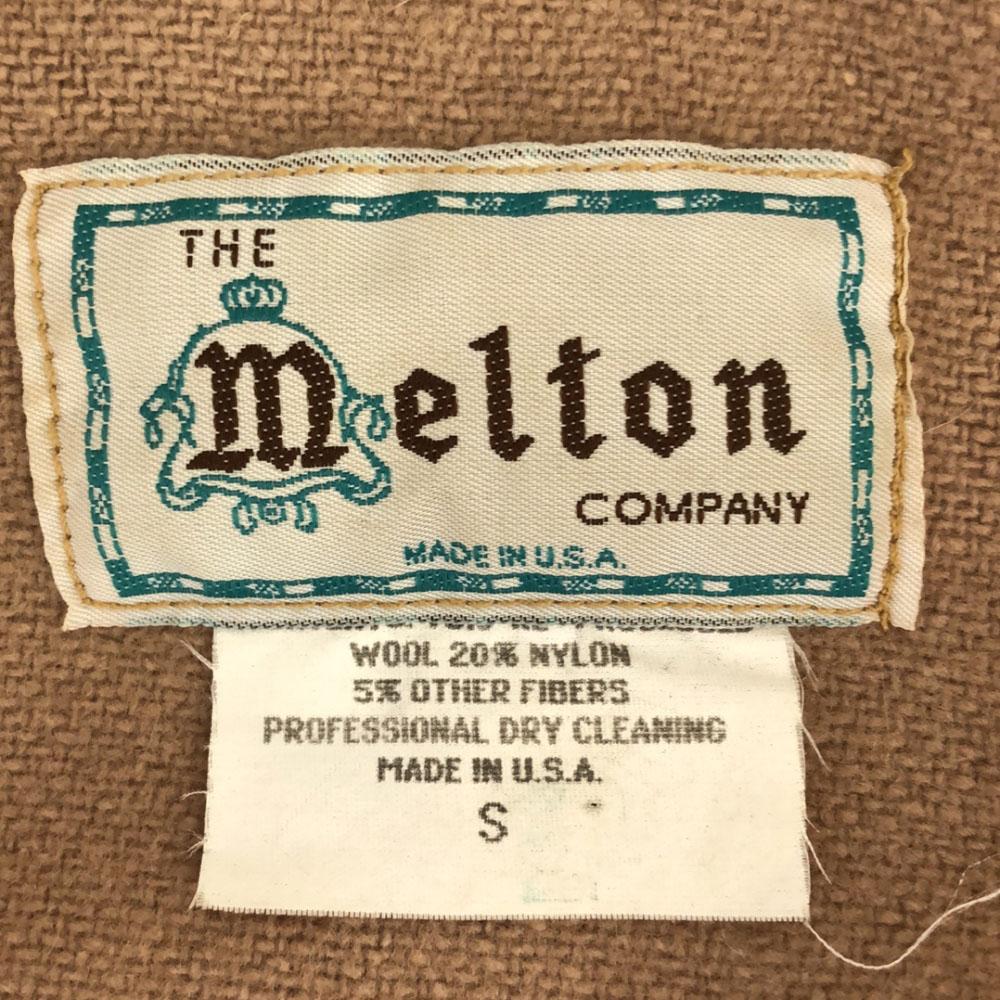 THE
Melton
COMPANY
MADE IN U.S.A.
WOOL 20% NYLON
5% OTHER FIBERS
PROFESSIONAL DRY CLEANING
MADE IN U.S.A.
S